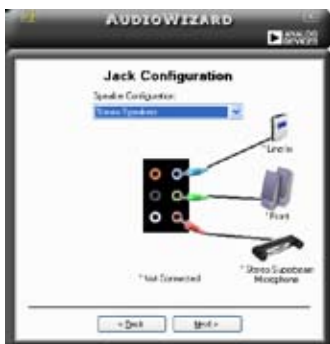 AUDIOWIZARD
ANALOG
DEVICES
Jack Configuration
Speaker Configuration:
Stereo Speakers
*Line In
*Front
*Stereo Superbeam
Microphone
*Not Connected
< Back
Next >